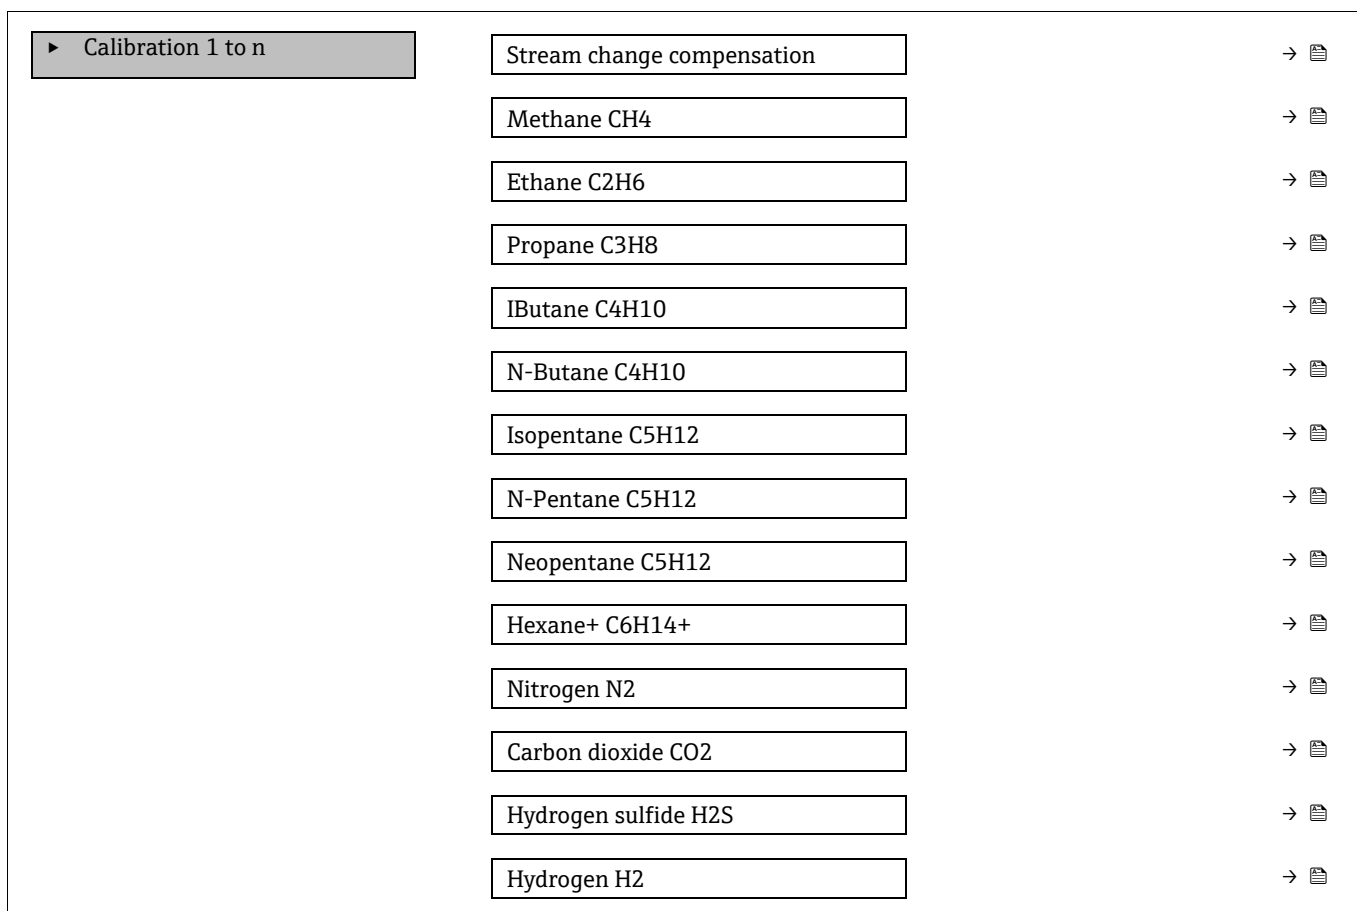 ▸ Calibration 1 to n
Stream change compensation →
Methane CH4 →
Ethane C2H6 →
Propane C3H8 →
IButane C4H10 →
N-Butane C4H10 →
Isopentane C5H12 →
N-Pentane C5H12 →
Neopentane C5H12 →
Hexane+ C6H14+ →
Nitrogen N2 →
Carbon dioxide CO2 →
Hydrogen sulfide H2S →
Hydrogen H2 →